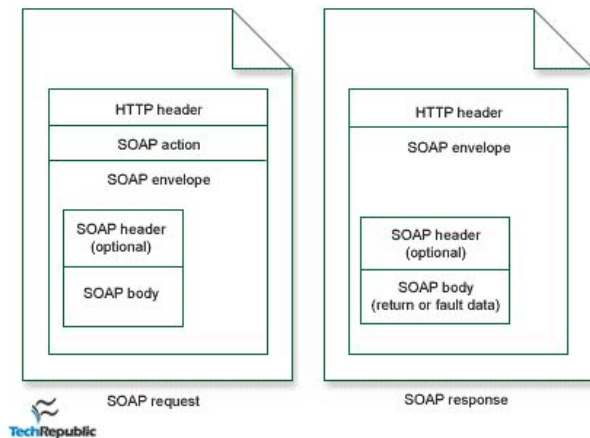 HTTP header
SOAP action
SOAP envelope
SOAP header
(optional)
SOAP body
SOAP request
HTTP header
SOAP envelope
SOAP header
(optional)
SOAP body
(return or fault data)
SOAP response
TechRepublic